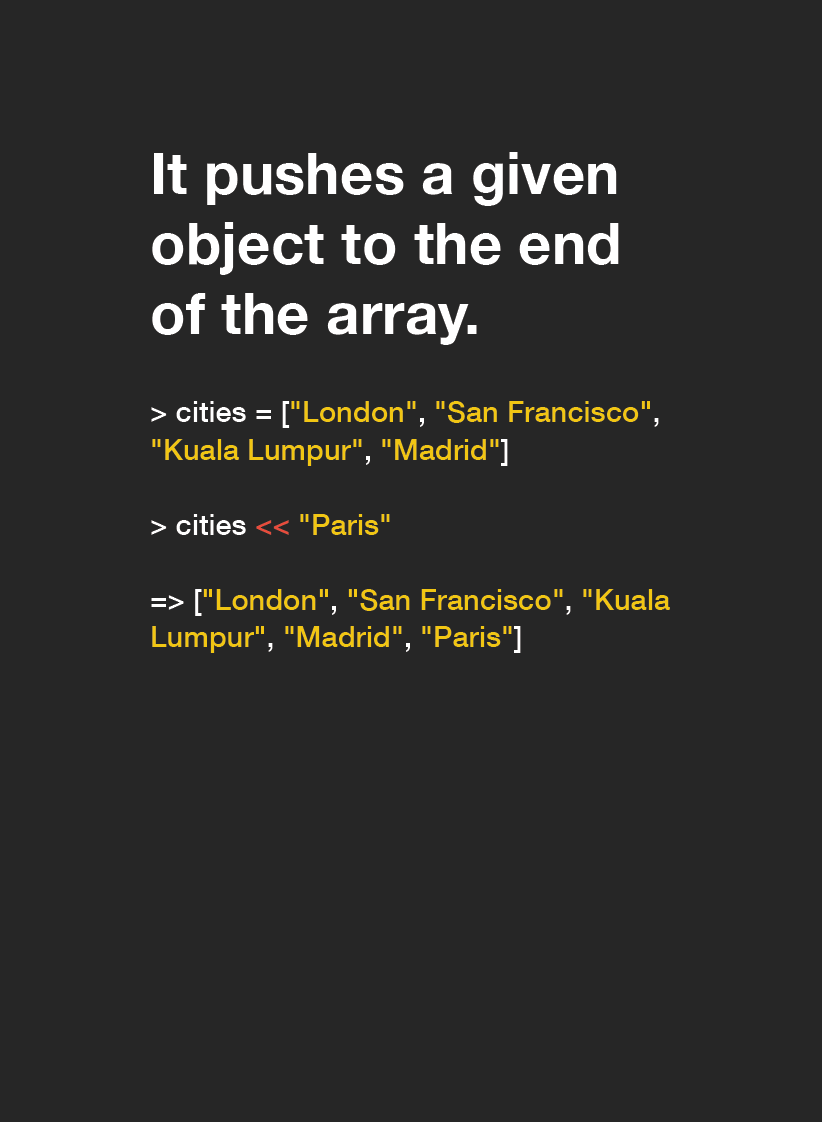 It pushes a given
object to the end
of the array.
> cities = ["London", "San Francisco",
"Kuala Lumpur", "Madrid"]
> cities << "Paris"
=> ["London", "San Francisco", "Kuala
Lumpur", "Madrid", "Paris"]